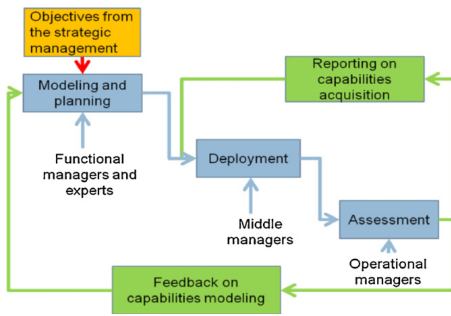 Objectives from
the strategic
management
Modeling and
planning
Reporting on
capabilities
acquisition
Functional
managers and
experts
Deployment
Middle
managers
Assessment
Operational
managers
Feedback on
capabilities modeling